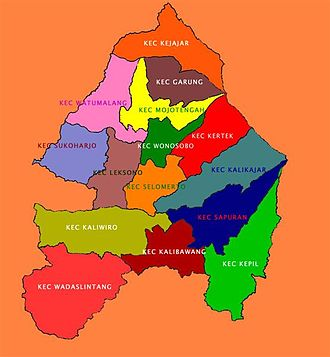 KEC KEJAJAR
KEC GARUNG
KEC WATUMALANG
KEC MOJOTENGAH
KEC KERTEK
KEC SUKOHARJO
KEC WONOSOBO
KEC LEKSONO
KEC KALIKAJAR
KEC SELOMERTO
KEC SAPURAN
KEC KALIWIRO
KEC KALIBAWANG
KEC KEPIL
KEC WADASLINTANG